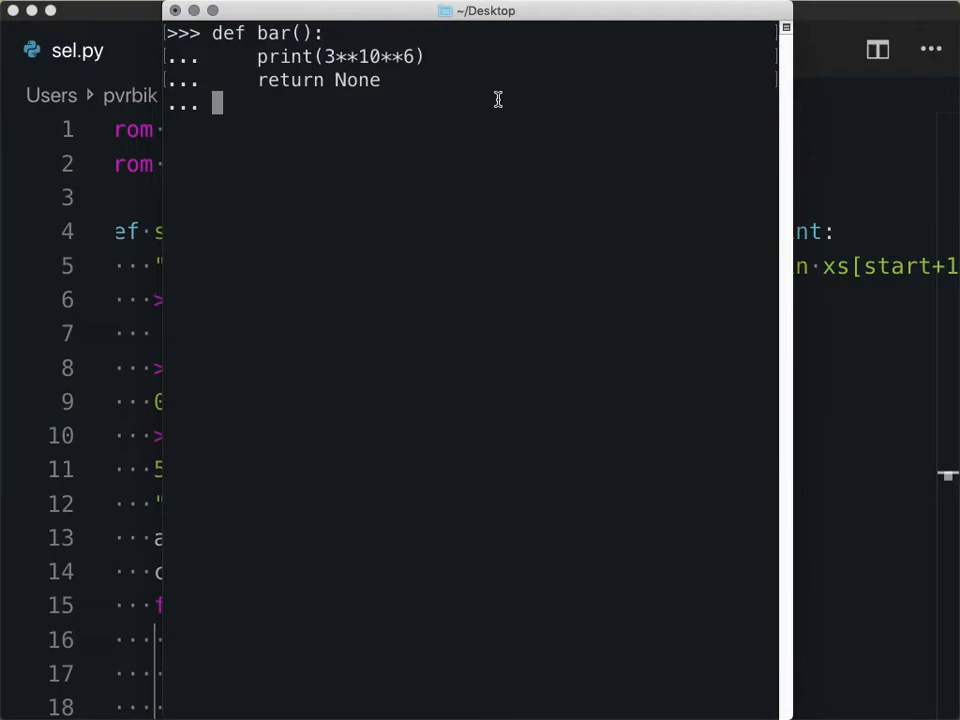 ~/Desktop
sel.py
Users pvrbik
>>> def bar():
...     print(3**10**6)
...     return None
...
1 rom
2 rom
3
4 ef s nt:
5 " n xs[start+1
6 >
7
8 >
9 0
10 >
11 5
12 "
13 a
14 c
15 f
16
17
18